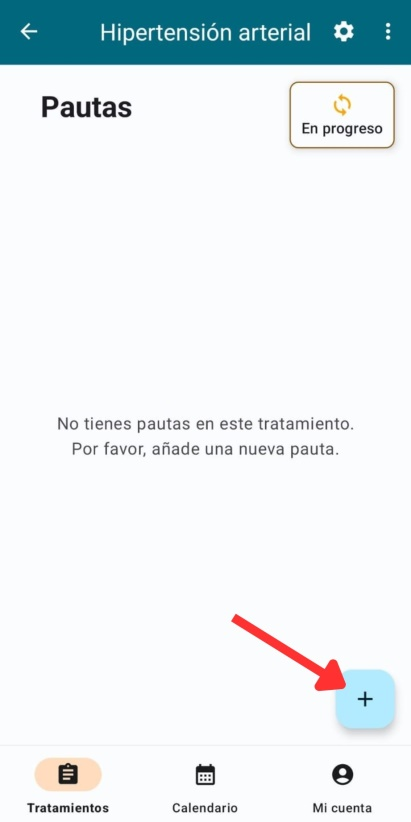 Hipertensión arterial
Pautas
En progreso
No tienes pautas en este tratamiento.
Por favor, añade una nueva pauta.
Tratamientos
Calendario
Mi cuenta